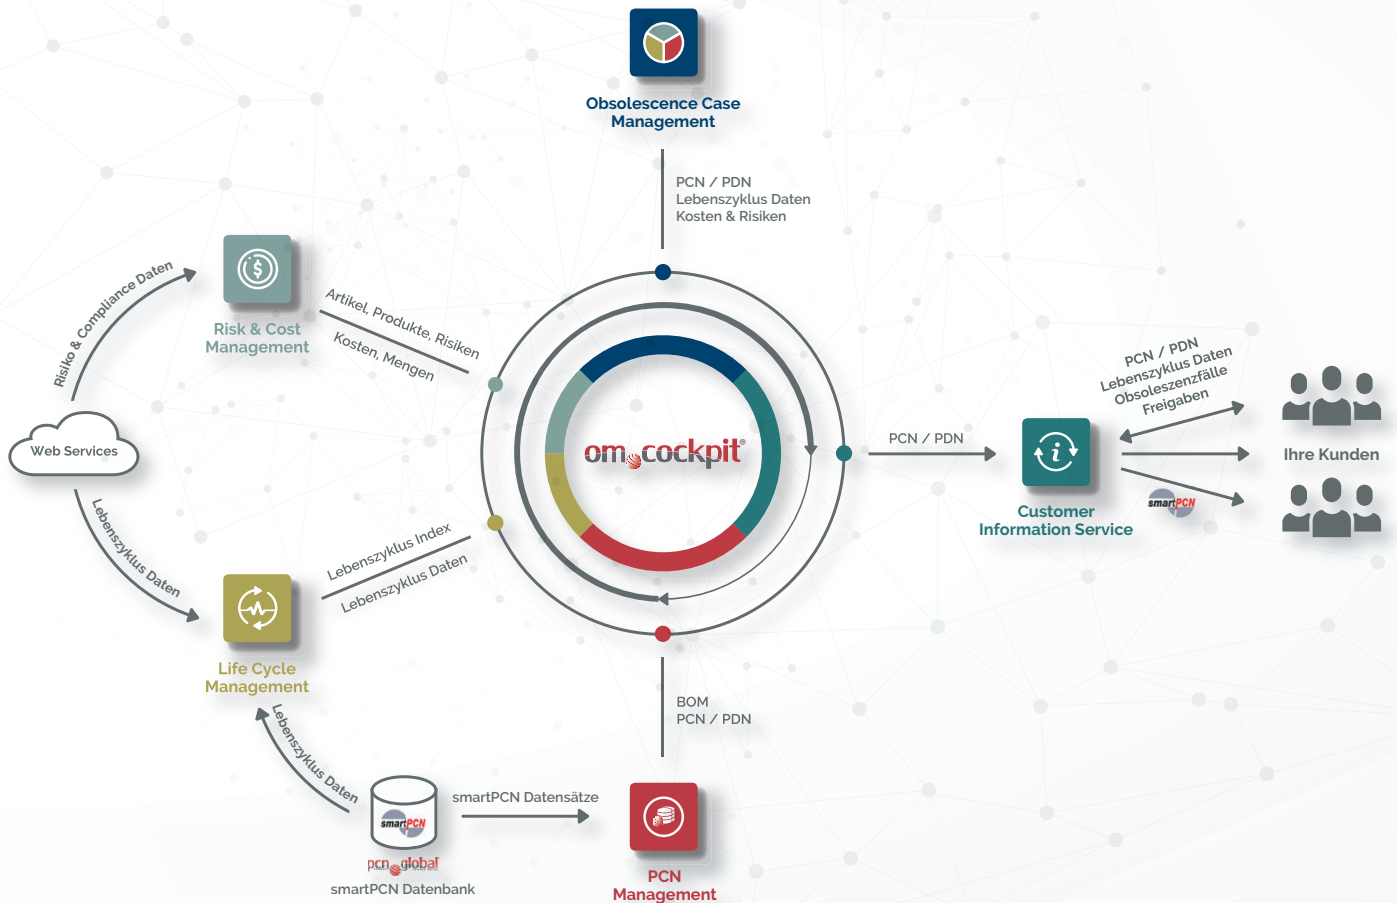 Obsolescence Case
Management
PCN / PDN
Lebenszyklus Daten
Kosten & Risiken
Risiko & Compliance Daten
Risk & Cost
Management
Artikel, Produkte, Risiken
Kosten, Mengen
Web Services
om cockpit®
PCN / PDN
Customer
Information Service
PCN / PDN
Lebenszyklus Daten
Obsoleszenzfälle
Freigaben
smartPCN
Ihre Kunden
Lebenszyklus Daten
Life Cycle
Management
Lebenszyklus Index
Lebenszyklus Daten
Lebenszyklus Daten
smartPCN
pcn global
smartPCN Datenbank
smartPCN Datensätze
BOM
PCN / PDN
PCN
Management